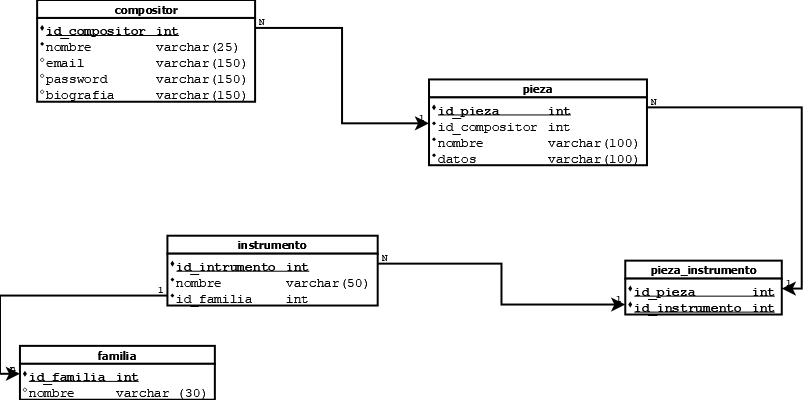 compositor
id_compositor int
nombre varchar(25)
email varchar(150)
password varchar(150)
biografia varchar(150)
N
1
pieza
id_pieza int
id_compositor int
nombre varchar(100)
datos varchar(100)
N
instrumento
id_intrumento int
nombre varchar(50)
id_familia int
N
1
pieza_instrumento
id_pieza int
id_instrumento int
1
1
familia
id_familia int
nombre varchar (30)